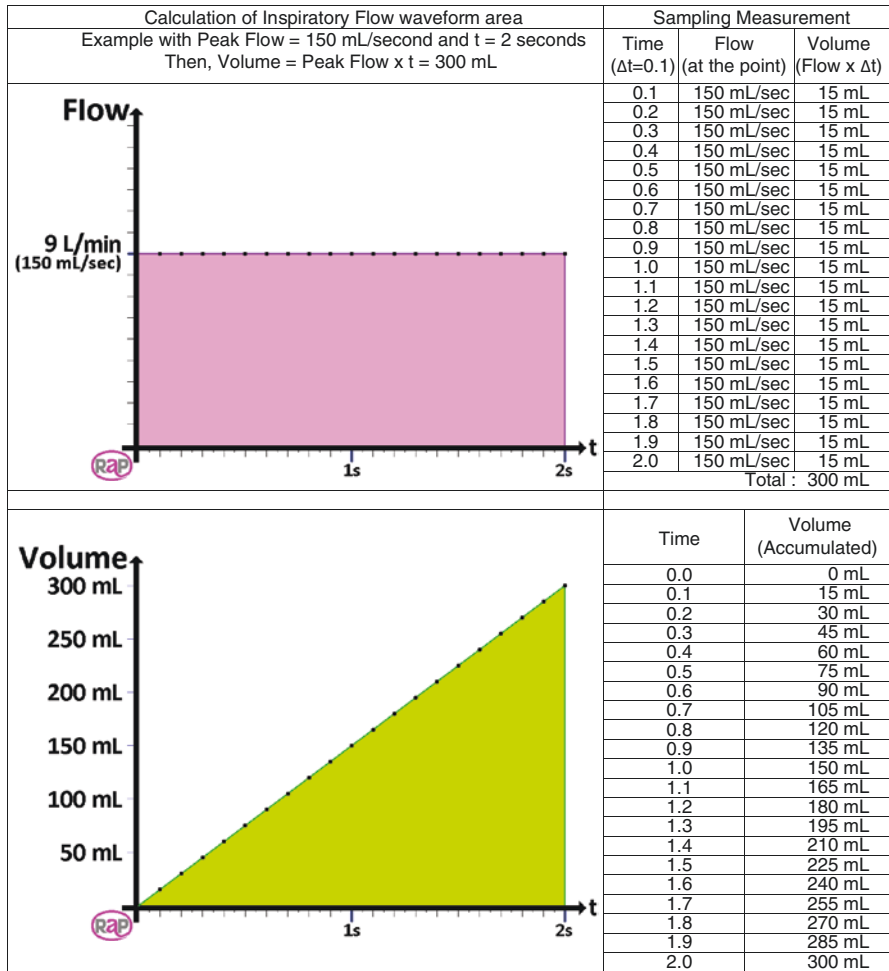 Calculation of Inspiratory Flow waveform area
Example with Peak Flow = 150 mL/second and t = 2 seconds
Then, Volume = Peak Flow x t = 300 mL
Flow
9 L/min
(150 mL/sec)
1s
2s
t
RaP
Sampling Measurement
Time Flow Volume
(Δt=0.1) (at the point) (Flow x Δt)
0.1 150 mL/sec 15 mL
0.2 150 mL/sec 15 mL
0.3 150 mL/sec 15 mL
0.4 150 mL/sec 15 mL
0.5 150 mL/sec 15 mL
0.6 150 mL/sec 15 mL
0.7 150 mL/sec 15 mL
0.8 150 mL/sec 15 mL
0.9 150 mL/sec 15 mL
1.0 150 mL/sec 15 mL
1.1 150 mL/sec 15 mL
1.2 150 mL/sec 15 mL
1.3 150 mL/sec 15 mL
1.4 150 mL/sec 15 mL
1.5 150 mL/sec 15 mL
1.6 150 mL/sec 15 mL
1.7 150 mL/sec 15 mL
1.8 150 mL/sec 15 mL
1.9 150 mL/sec 15 mL
2.0 150 mL/sec 15 mL
Total : 300 mL
Volume
300 mL
250 mL
200 mL
150 mL
100 mL
50 mL
1s
2s
t
RaP
Time Volume
(Accumulated)
0.0 0 mL
0.1 15 mL
0.2 30 mL
0.3 45 mL
0.4 60 mL
0.5 75 mL
0.6 90 mL
0.7 105 mL
0.8 120 mL
0.9 135 mL
1.0 150 mL
1.1 165 mL
1.2 180 mL
1.3 195 mL
1.4 210 mL
1.5 225 mL
1.6 240 mL
1.7 255 mL
1.8 270 mL
1.9 285 mL
2.0 300 mL